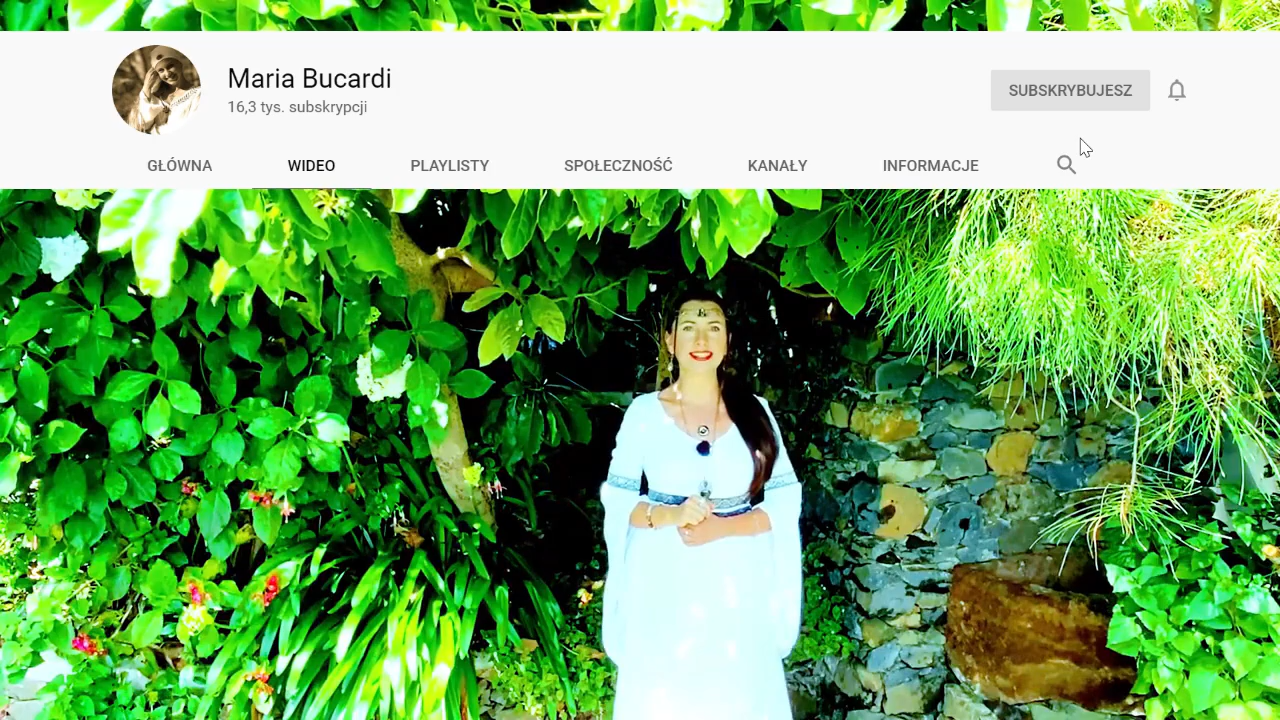 Maria Bucardi
16,3 tys. subskrypcji
SUBSKRYBUJESZ
GŁÓWNA WIDEO PLAYLISTY SPOŁECZNOŚĆ KANAŁY INFORMACJE